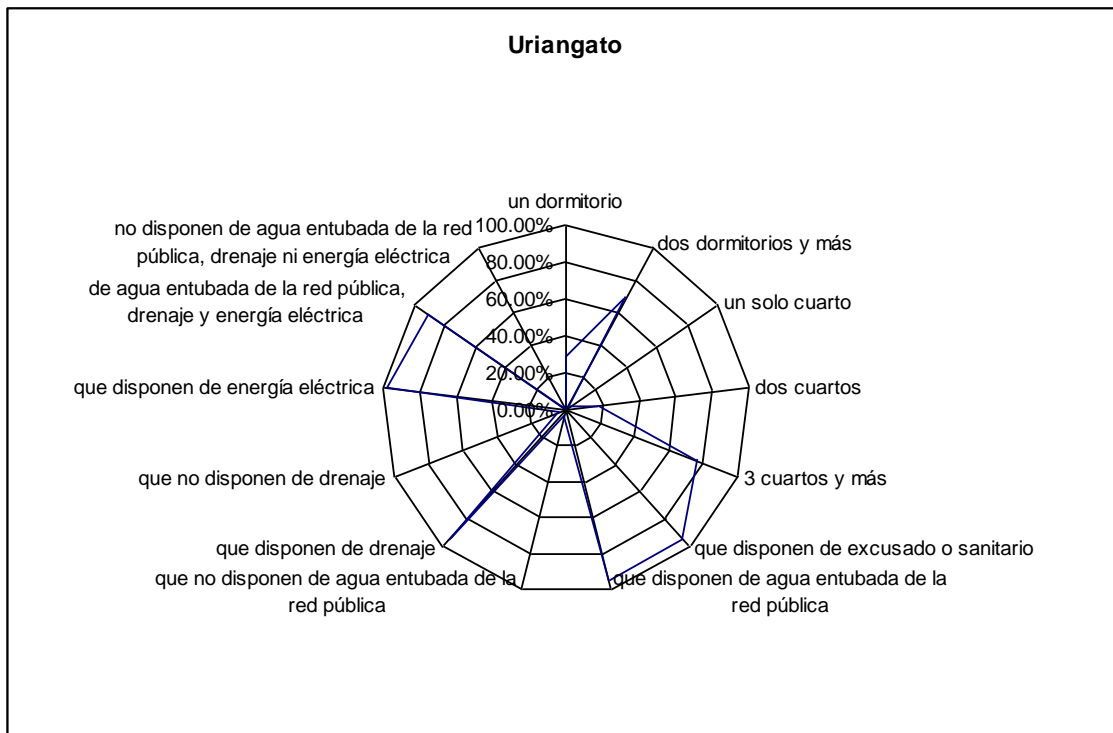 Uriangato
un dormitorio
100.00%
80.00%
60.00%
40.00%
20.00%
0.00%
dos dormitorios y más
un solo cuarto
dos cuartos
3 cuartos y más
que disponen de excusado o sanitario
que disponen de agua entubada de la
red pública
que no disponen de agua entubada de la
red pública
que disponen de drenaje
que no disponen de drenaje
que disponen de energía eléctrica
de agua entubada de la red pública,
drenaje y energía eléctrica
no disponen de agua entubada de la red
pública, drenaje ni energía eléctrica